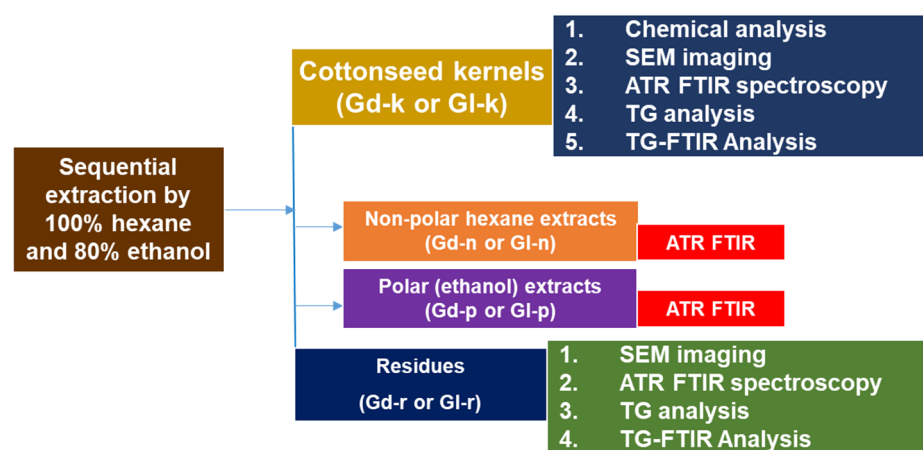 Sequential
extraction by
100% hexane
and 80% ethanol
Cottonseed kernels
(Gd-k or Gl-k)
1. Chemical analysis
2. SEM imaging
3. ATR FTIR spectroscopy
4. TG analysis
5. TG-FTIR Analysis
Non-polar hexane extracts
(Gd-n or Gl-n)
ATR FTIR
Polar (ethanol) extracts
(Gd-p or Gl-p)
ATR FTIR
Residues
(Gd-r or Gl-r)
1. SEM imaging
2. ATR FTIR spectroscopy
3. TG analysis
4. TG-FTIR Analysis